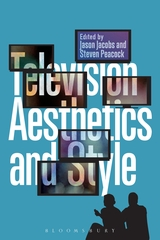 Edited by
Jason Jacobs
and
Steven Peacock
Television
Aesthetics
and Style
BLOOMSBURY